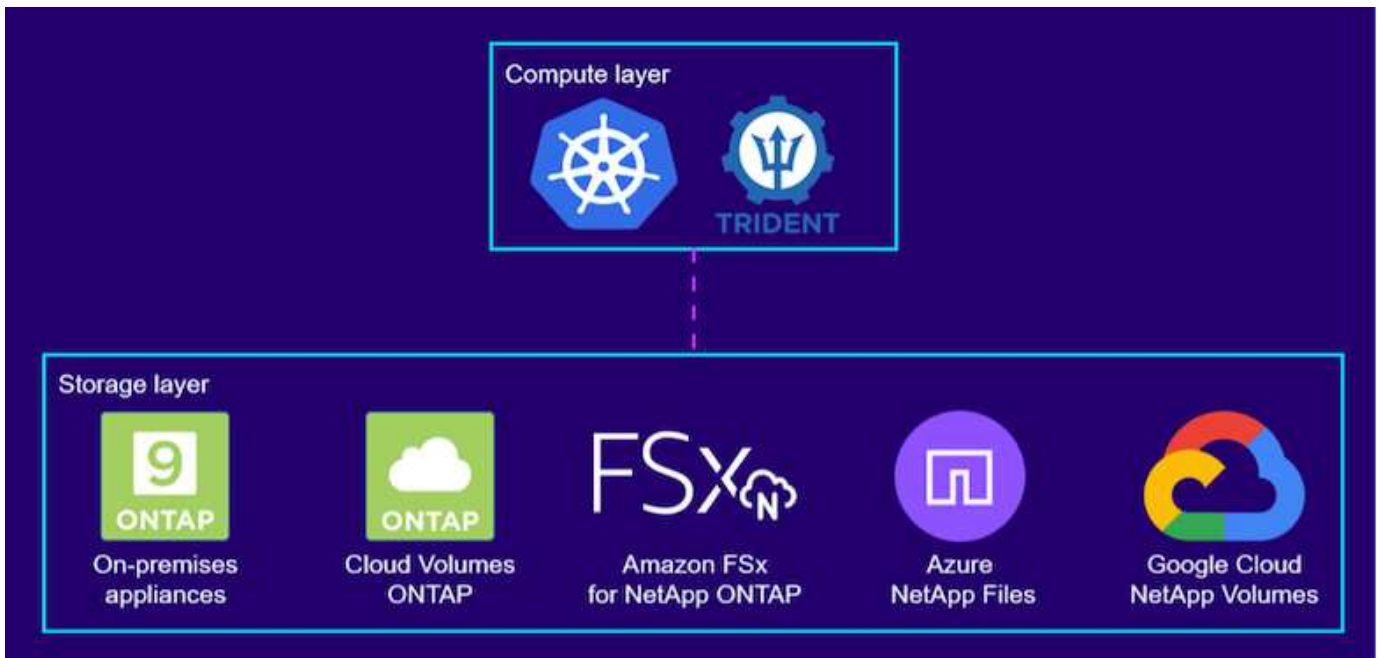 Compute layer
TRIDENT
Storage layer
9
ONTAP
On-premises
appliances
ONTAP
Cloud Volumes
ONTAP
FSx
N
Amazon FSx
for NetApp ONTAP
Azure
NetApp Files
Google Cloud
NetApp Volumes